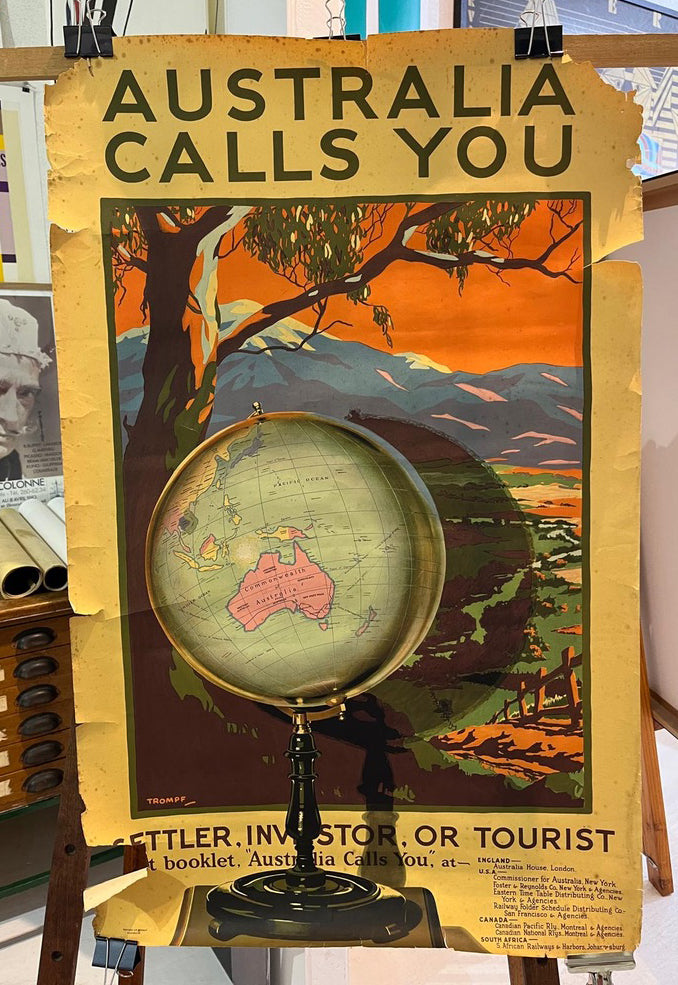 AUSTRALIA
CALLS YOU
PACIFIC OCEAN
Commonwealth
of
Australia
TROMPF
SETTLER, INVESTOR, OR TOURIST
t booklet, "Australia Calls You", at—
ENGLAND—
Australia House, London.
U.S.A.—
Commissioner for Australia, New York
Foster & Reynolds Co. New York & Agencies.
Eastern Time Table Distributing Co., New
York & Agencies.
Railway Folder Schedule Distributing Co.-
San Francisco & Agencies.
CANADA—
Canadian Pacific Rly., Montreal & Agencies.
Canadian National Rlys. Montreal & Agencies.
SOUTH AFRICA—
S. African Railways & Harbors, Johan'sburg.
COLONNE